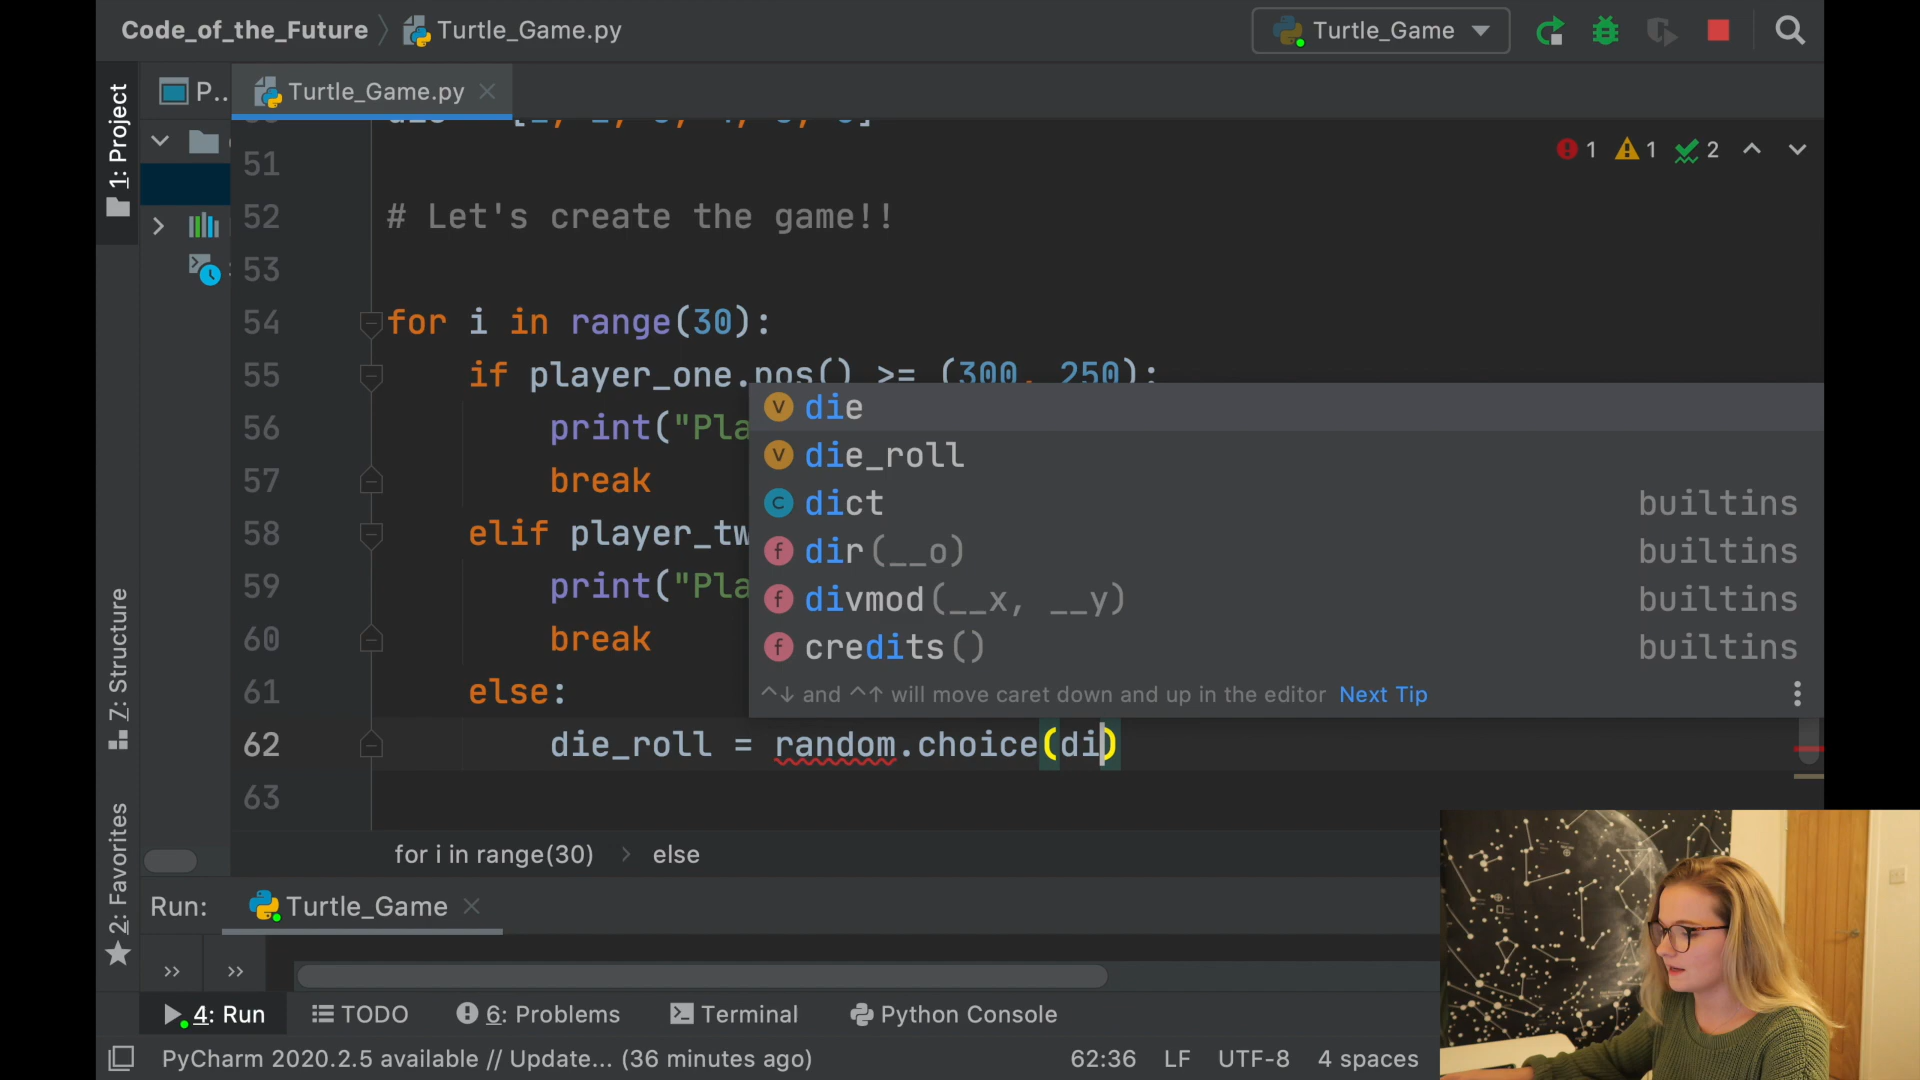 Code_of_the_Future
Turtle_Game.py
Turtle_Game
1: Project
P..
Turtle_Game.py
51
1 1 2
52 # Let's create the game!!
53
54 for i in range(30):
55 if player_one.pos() >= (300, 250):
56 print("Pla
57 break
58 elif player_tw
59 print("Pla
60 break
61 else:
62 die_roll = random.choice(di)
63
die
die_roll
dict builtins
dir(__o) builtins
divmod(__x, __y) builtins
credits() builtins
^↓ and ^↑ will move caret down and up in the editor Next Tip
7: Structure
2: Favorites
for i in range(30) > else
Run: Turtle_Game
4: Run
TODO
6: Problems
Terminal
Python Console
PyCharm 2020.2.5 available // Update... (36 minutes ago)
62:36 LF UTF-8 4 spaces